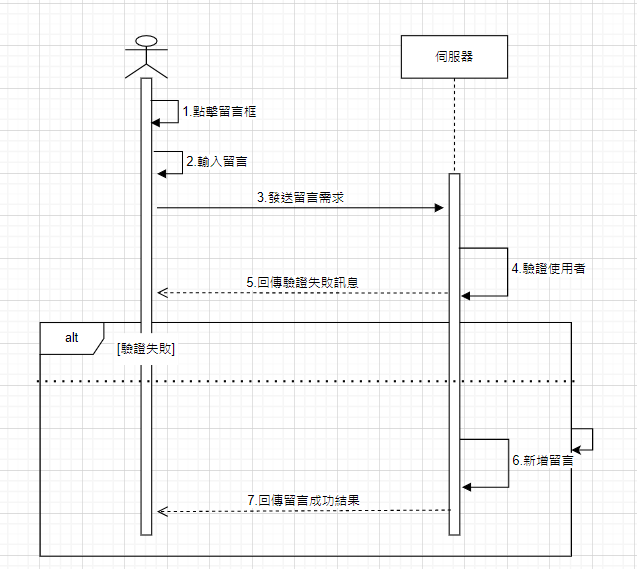 伺服器
1.點擊留言框
2.輸入留言
3.發送留言需求
4.驗證使用者
5.回傳驗證失敗訊息
alt
[驗證失敗]
6.新增留言
7.回傳留言成功結果